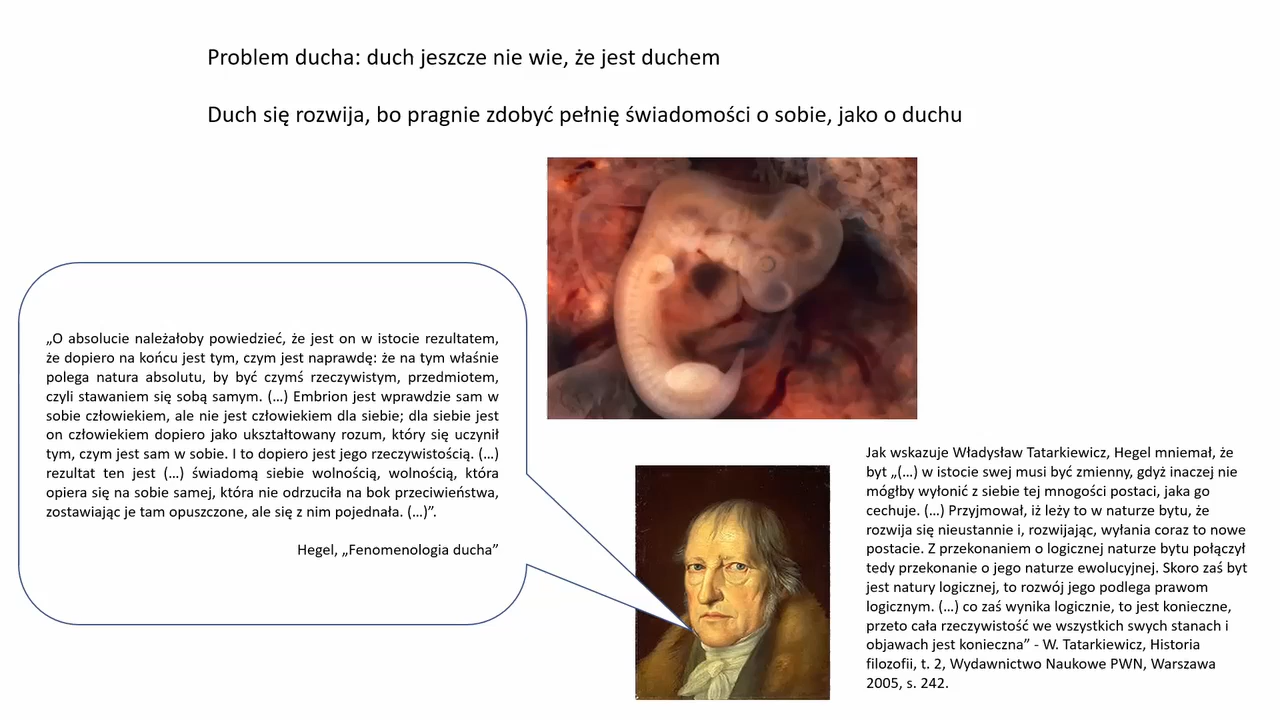 Problem ducha: duch jeszcze nie wie, że jest duchem
Duch się rozwija, bo pragnie zdobyć pełnię świadomości o sobie, jako o duchu
„O absolucie należałoby powiedzieć, że jest on w istocie rezultatem,
że dopiero na końcu jest tym, czym jest naprawdę: że na tym właśnie
polega natura absolutu, by być czymś rzeczywistym, przedmiotem,
czyli stawaniem się sobą samym. (...) Embrion jest wprawdzie sam w
sobie człowiekiem, ale nie jest człowiekiem dla siebie; dla siebie jest
on człowiekiem dopiero jako ukształtowany rozum, który się uczynił
tym, czym jest sam w sobie. I to dopiero jest jego rzeczywistością. (...)
rezultat ten jest (...) świadomą siebie wolnością, wolnością, która
opiera się na sobie samej, która nie odrzuciła na bok przeciwieństwa,
zostawiając je tam opuszczone, ale się z nim pojednała. (...)”.
Hegel, „Fenomenologia ducha”
Jak wskazuje Władysław Tatarkiewicz, Hegel mniemał, że
byt „(...) w istocie swej musi być zmienny, gdyż inaczej nie
mógłby wyłonić z siebie tej mnogości postaci, jaka go
cechuje. (...) Przyjmował, iż leży to w naturze bytu, że
rozwija się nieustannie i, rozwijając, wyłania coraz to nowe
postacie. Z przekonaniem o logicznej naturze bytu połączył
tedy przekonanie o jego naturze ewolucyjnej. Skoro zaś byt
jest natury logicznej, to rozwój jego podlega prawom
logicznym. (...) co zaś wynika logicznie, to jest konieczne,
przeto cała rzeczywistość we wszystkich swych stanach i
objawach jest konieczna” - W. Tatarkiewicz, Historia
filozofii, t. 2, Wydawnictwo Naukowe PWN, Warszawa
2005, s. 242.